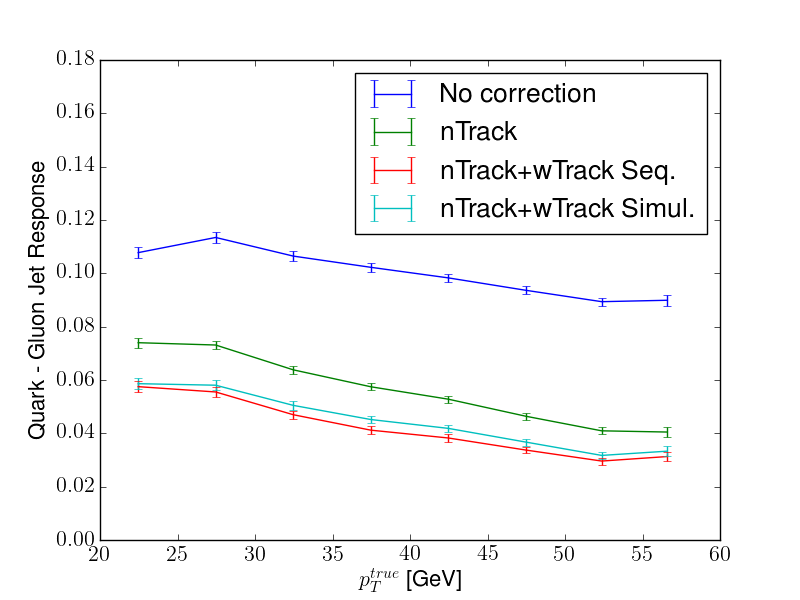 0.18
0.16
0.14
0.12
0.10
0.08
0.06
0.04
0.02
0.00
Quark - Gluon Jet Response
No correction
nTrack
nTrack+wTrack Seq.
nTrack+wTrack Simul.
20 25 30 35 40 45 50 55 60
p_T^{true} [GeV]